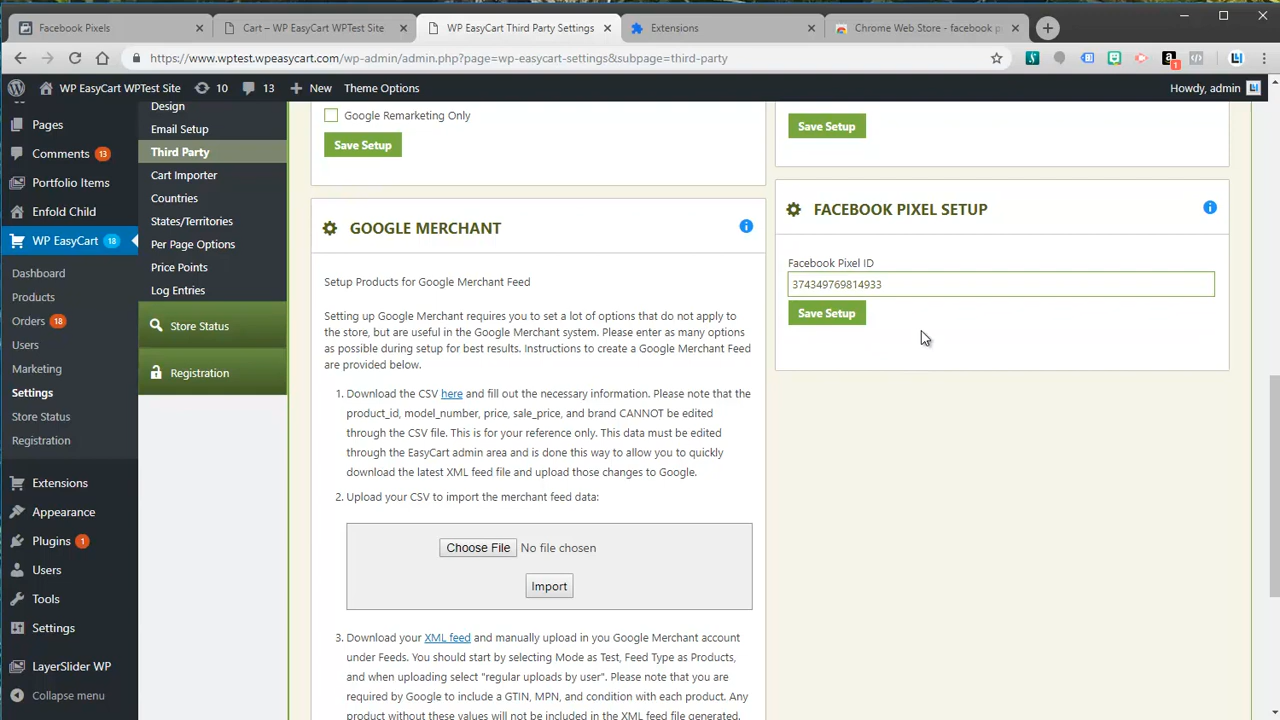 Facebook Pixels
Cart – WP EasyCart WPTest Site
WP EasyCart Third Party Settings
Extensions
Chrome Web Store - facebook p
https://www.wptest.wpeasycart.com/wp-admin/admin.php?page=wp-easycart-settings&subpage=third-party
WP EasyCart WPTest Site
10
13
New
Theme Options
Howdy, admin
Pages
Comments 13
Portfolio Items
Enfold Child
WP EasyCart 18
Dashboard
Products
Orders 18
Users
Marketing
Settings
Store Status
Registration
Extensions
Appearance
Plugins 1
Users
Tools
Settings
LayerSlider WP
Collapse menu
Design
Email Setup
Third Party
Cart Importer
Countries
States/Territories
Per Page Options
Price Points
Log Entries
Store Status
Registration
Google Remarketing Only
Save Setup
GOOGLE MERCHANT
Setup Products for Google Merchant Feed
Setting up Google Merchant requires you to set a lot of options that do not apply to
the store, but are useful in the Google Merchant system. Please enter as many options
as possible during setup for best results. Instructions to create a Google Merchant Feed
are provided below.
1. Download the CSV here and fill out the necessary information. Please note that the
product_id, model_number, price, sale_price, and brand CANNOT be edited
through the CSV file. This is for your reference only. This data must be edited
through the EasyCart admin area and is done this way to allow you to quickly
download the latest XML feed file and upload those changes to Google.
2. Upload your CSV to import the merchant feed data:
Choose File No file chosen
Import
3. Download your XML feed and manually upload in you Google Merchant account
under Feeds. You should start by selecting Mode as Test, Feed Type as Products,
and when uploading select "regular uploads by user". Please note that you are
required by Google to include a GTIN, MPN, and condition with each product. Any
product without these values will not be included in the XML feed file generated.
Save Setup
FACEBOOK PIXEL SETUP
Facebook Pixel ID
374349769814933
Save Setup